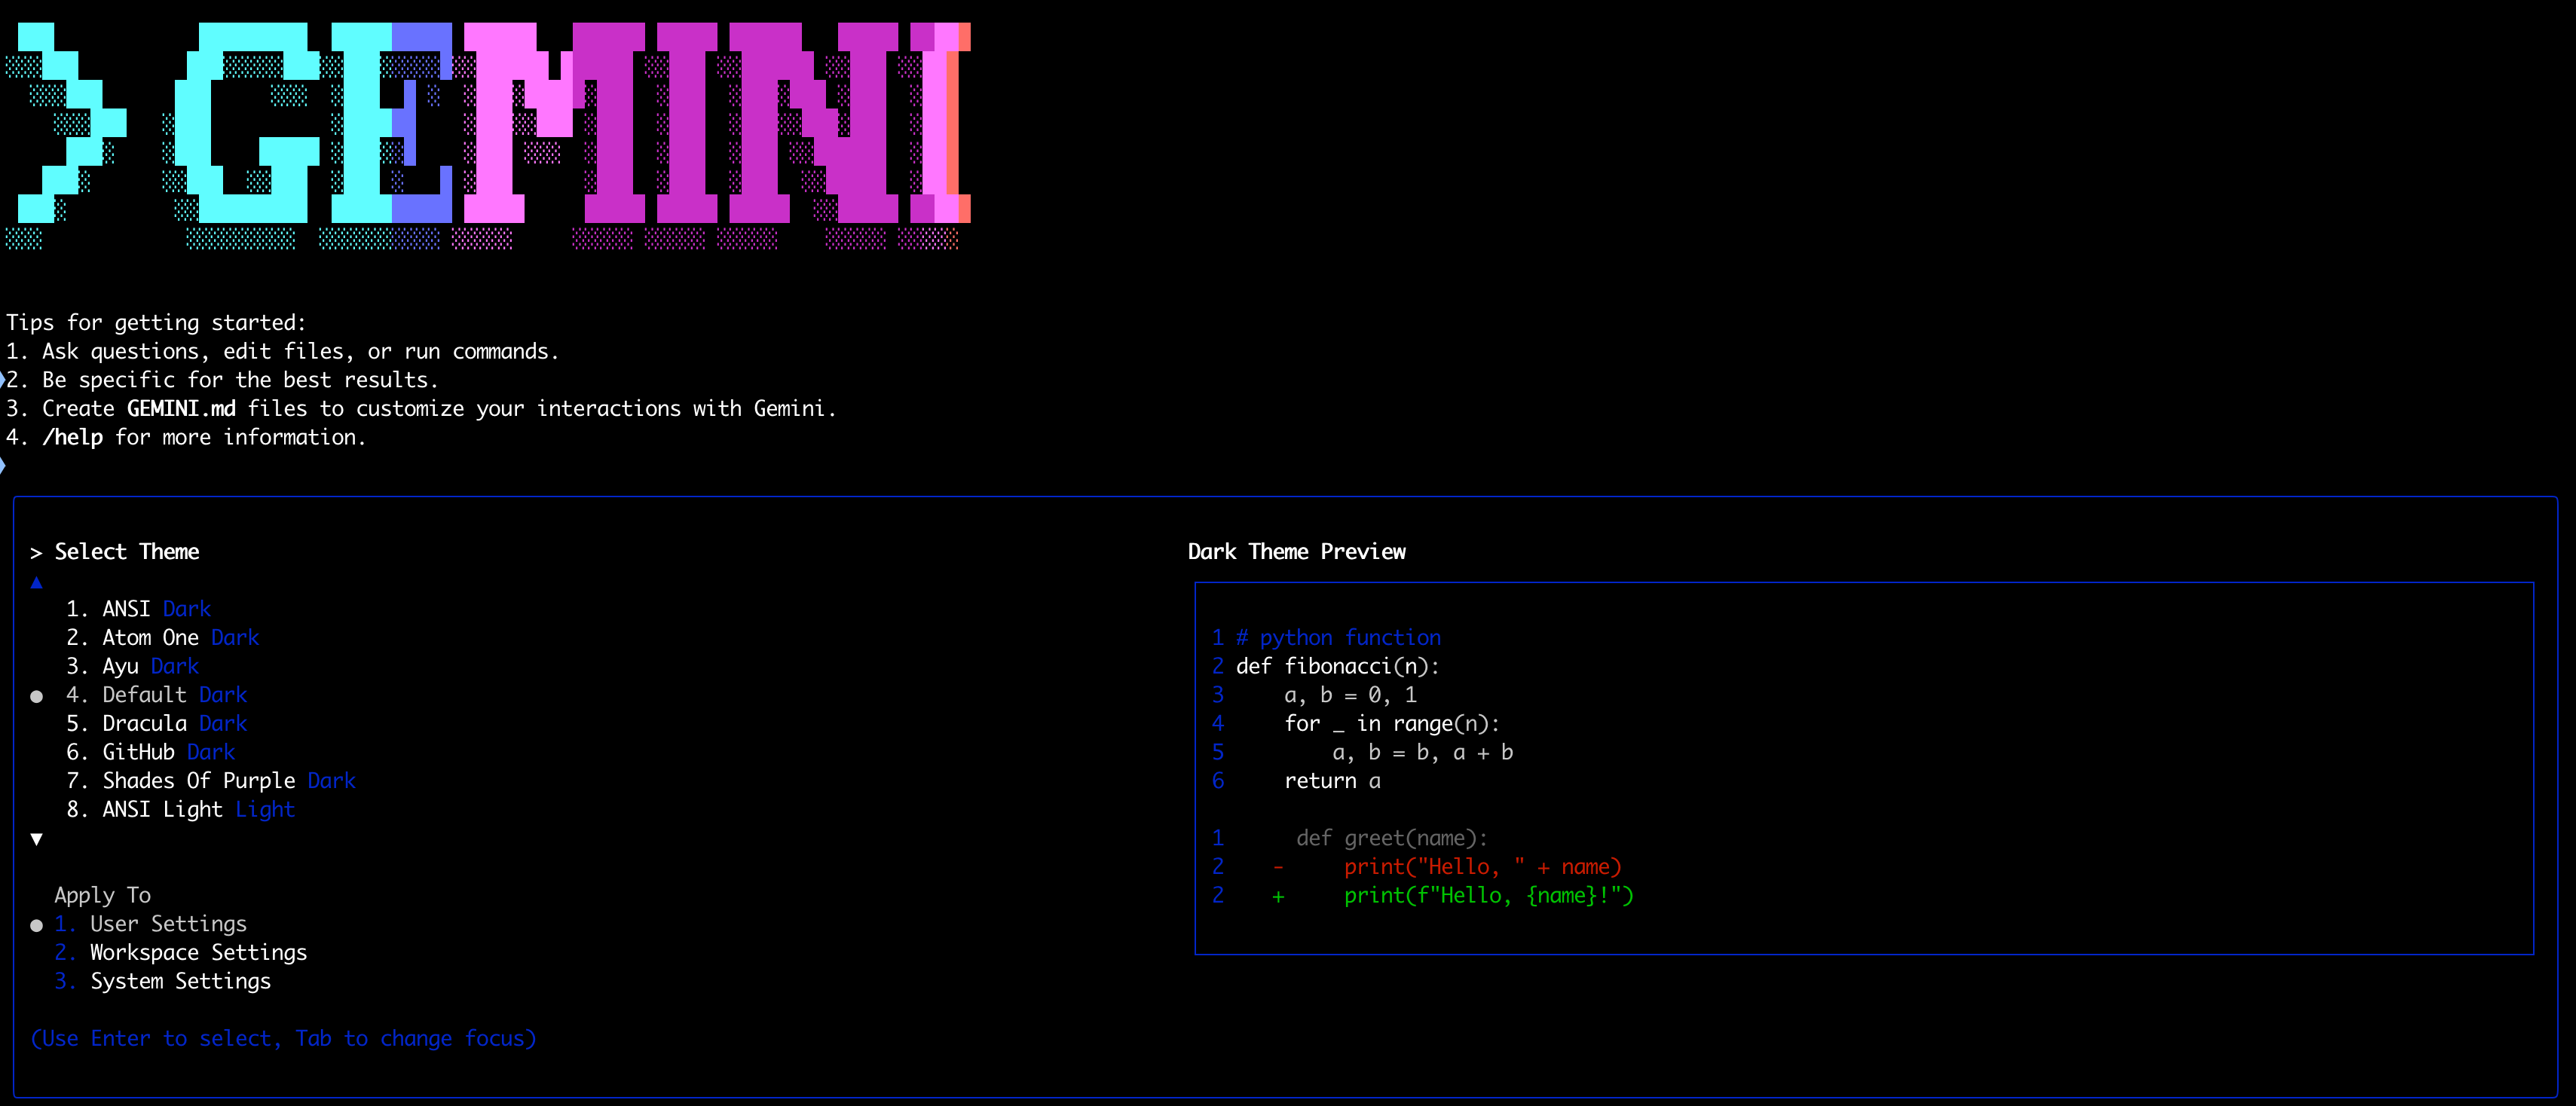 > GEMINI
Tips for getting started:
1. Ask questions, edit files, or run commands.
2. Be specific for the best results.
3. Create GEMINI.md files to customize your interactions with Gemini.
4. /help for more information.
> Select Theme
▲
1. ANSI Dark
2. Atom One Dark
3. Ayu Dark
● 4. Default Dark
5. Dracula Dark
6. GitHub Dark
7. Shades Of Purple Dark
8. ANSI Light Light
▼
Apply To
● 1. User Settings
2. Workspace Settings
3. System Settings
(Use Enter to select, Tab to change focus)
Dark Theme Preview
1 # python function
2 def fibonacci(n):
3     a, b = 0, 1
4     for _ in range(n):
5         a, b = b, a + b
6     return a
1      def greet(name):
2    -     print("Hello, " + name)
2    +     print(f"Hello, {name}!")